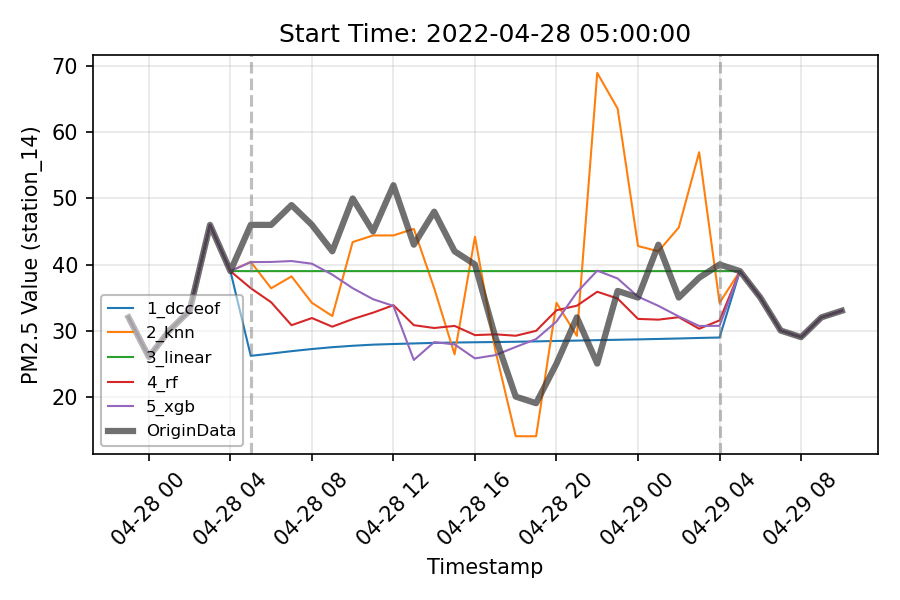 Start Time: 2022-04-28 05:00:00
PM2.5 Value (station_14)
70
60
50
40
30
20
1_dcceof
2_knn
3_linear
4_rf
5_xgb
OriginData
04-28 00
04-28 04
04-28 08
04-28 12
04-28 16
04-28 20
04-29 00
04-29 04
04-29 08
Timestamp